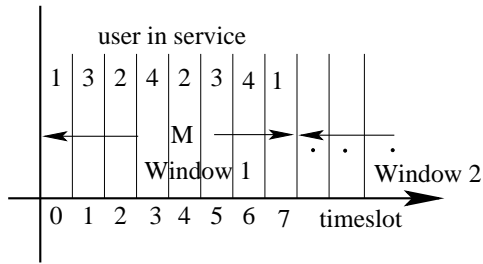 user in service
1 3 2 4 2 3 4 1
M
. . .
Window 1
Window 2
0 1 2 3 4 5 6 7 timeslot